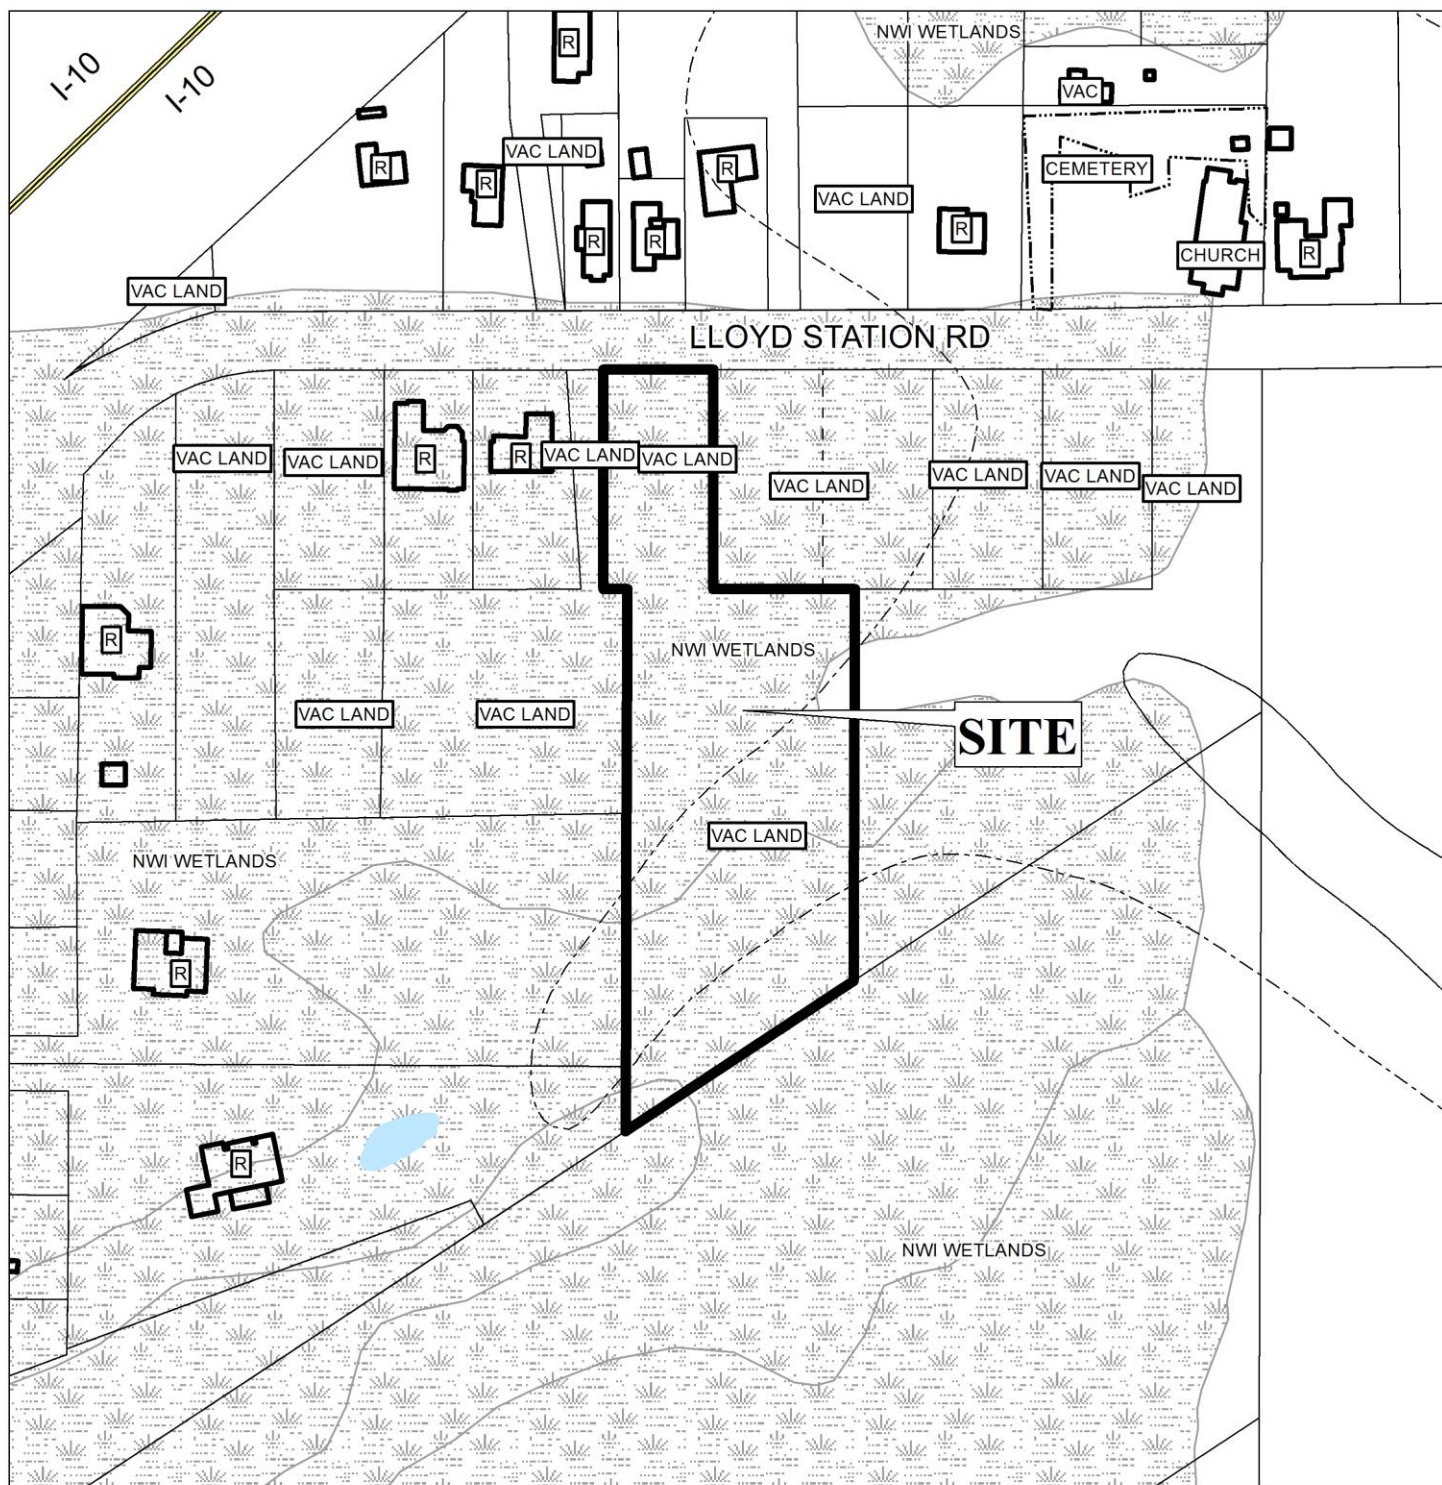 NWI WETLANDS
R
I-10
I-10
VAC
VAC LAND
R
R
R
CEMETERY
VAC LAND
R
R
R
CHURCH
R
VAC LAND
LLOYD STATION RD
VAC LAND
VAC LAND
R
R
VAC LAND
VAC LAND
VAC LAND
VAC LAND
VAC LAND
VAC LAND
R
NWI WETLANDS
VAC LAND
VAC LAND
SITE
VAC LAND
NWI WETLANDS
R
R
NWI WETLANDS